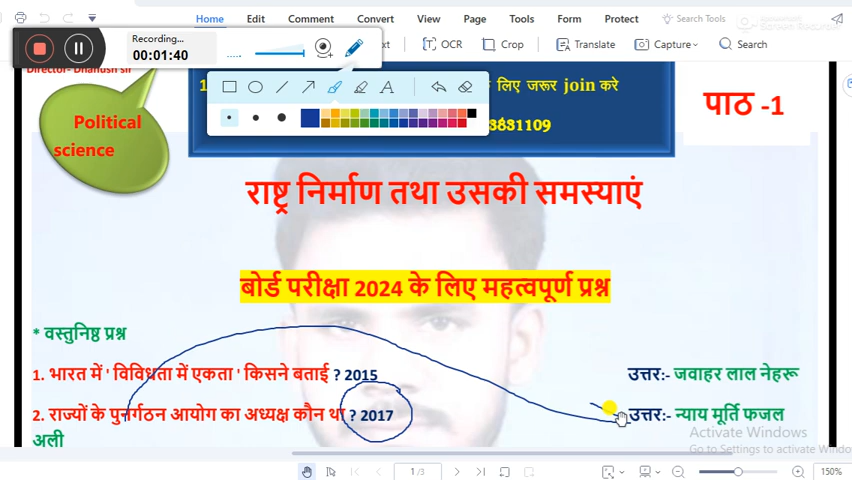 Home Edit Comment Convert View Page Tools Form Protect Search Tools
Recording...
00:01:40
OCR Crop Translate Capture Search
Political
science
लिए जरूर join करे
पाठ -1
राष्ट्र निर्माण तथा उसकी समस्याएं
बोर्ड परीक्षा 2024 के लिए महत्वपूर्ण प्रश्न
* वस्तुनिष्ठ प्रश्न
1. भारत में ' विविधता में एकता ' किसने बताई ? 2015 उत्तर:- जवाहर लाल नेहरू
2. राज्यों के पुनर्गठन आयोग का अध्यक्ष कौन था ? 2017 उत्तर:- न्याय मूर्ति फजल
अली
Activate Windows
Go to Settings to activate Windows
1 / 3 150%